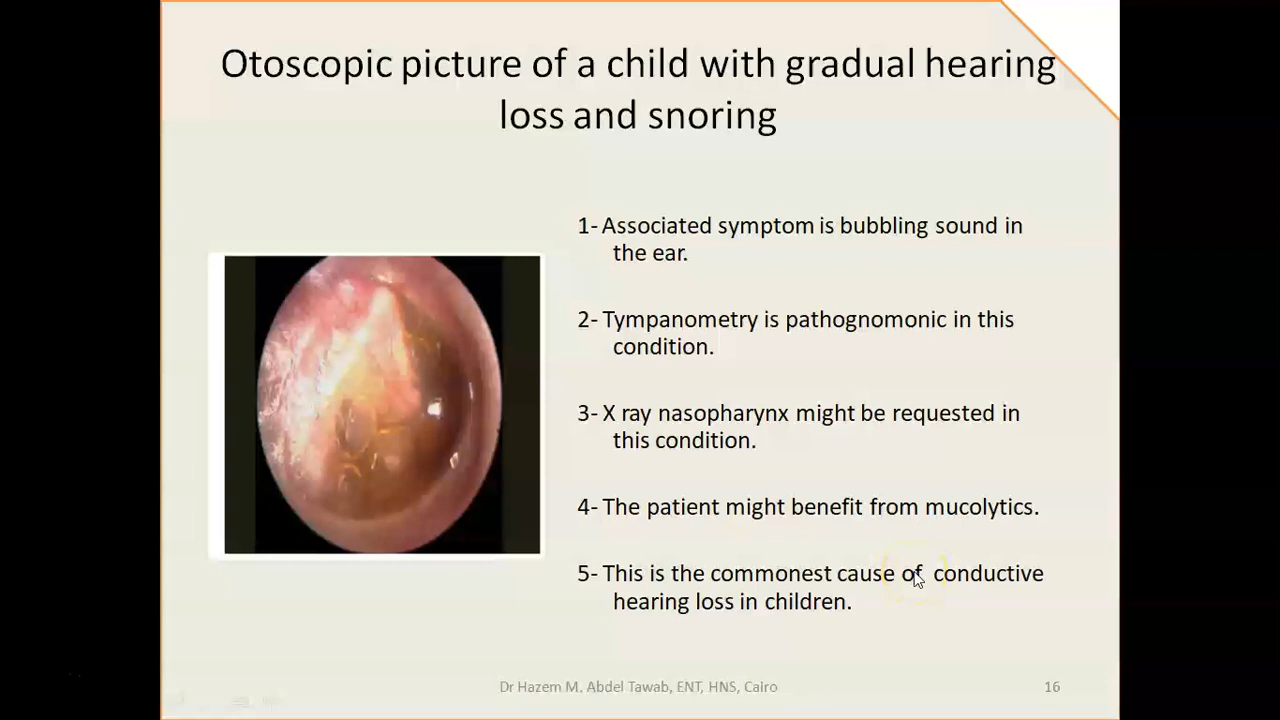 Otoscopic picture of a child with gradual hearing
loss and snoring
1- Associated symptom is bubbling sound in
the ear.
2- Tympanometry is pathognomonic in this
condition.
3- X ray nasopharynx might be requested in
this condition.
4- The patient might benefit from mucolytics.
5- This is the commonest cause of conductive
hearing loss in children.
Dr Hazem M. Abdel Tawab, ENT, HNS, Cairo
16